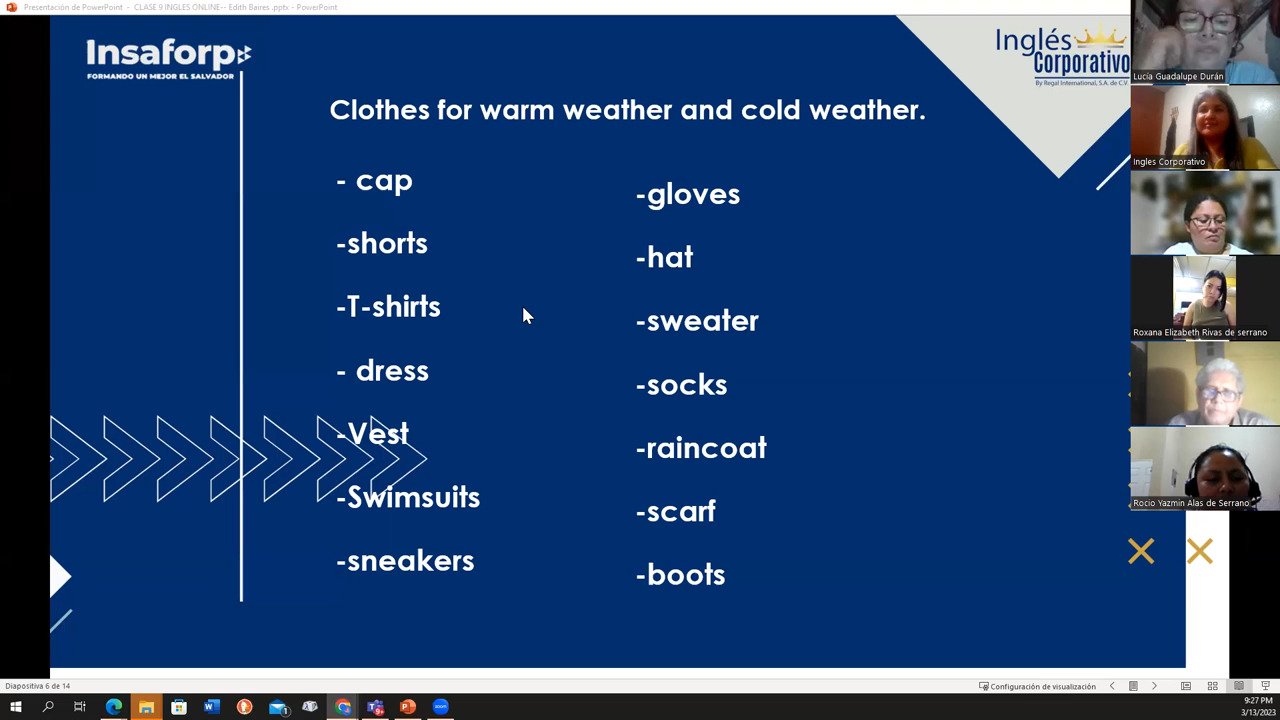 Presentación de PowerPoint - CLASE 9 INGLES ONLINE-- Edith Baires .pptx - PowerPoint
Insaforp
FORMANDO UN MEJOR EL SALVADOR
Inglés
Corporativo
By Regal International, S.A. de C.V.
Clothes for warm weather and cold weather.
- cap
-shorts
-T-shirts
- dress
-Vest
-Swimsuits
-sneakers
-gloves
-hat
-sweater
-socks
-raincoat
-scarf
-boots
Lucía Guadalupe Durán
Ingles Corporativo
Roxana Elizabeth Rivas de serrano
Rocio Yazmin Alas de Serrano
Diapositiva 6 de 14
Configuración de visualización
9:27 PM
3/13/2023